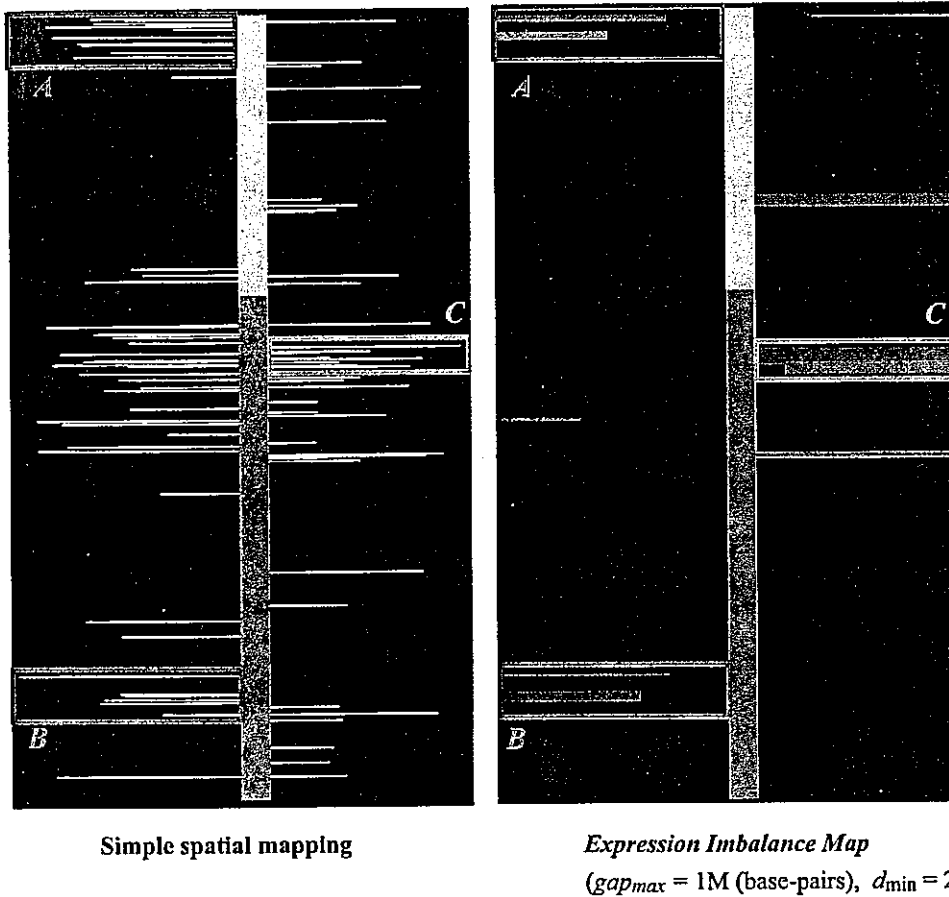 A
A
C
C
B
B
Simple spatial mapping
Expression Imbalance Map
(gapmax = 1M (base-pairs), dmin = 2